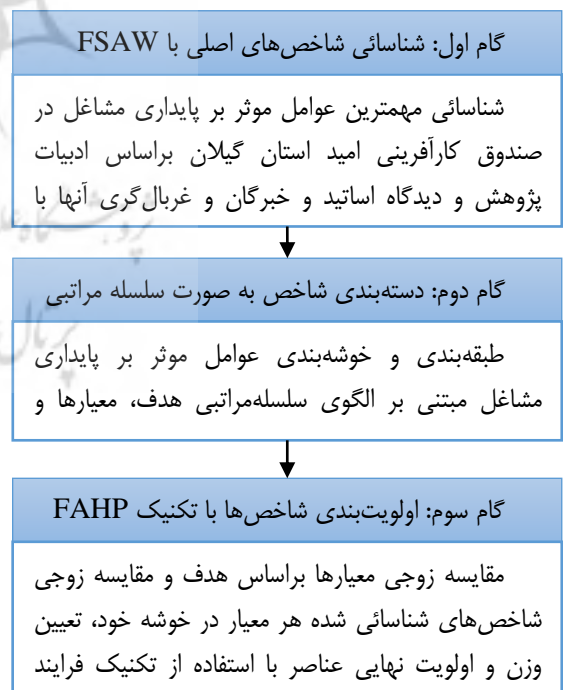 گام اول: شناسائی شاخص‌های اصلی با FSAW
شناسائی مهمترین عوامل موثر بر پایداری مشاغل در
صندوق کارآفرینی امید استان گیلان براساس ادبیات
پژوهش و دیدگاه اساتید و خبرگان و غربال‌گری آنها با
گام دوم: دسته‌بندی شاخص به صورت سلسله مراتبی
طبقه‌بندی و خوشه‌بندی عوامل موثر بر پایداری
مشاغل مبتنی بر الگوی سلسله‌مراتبی هدف، معیارها و
گام سوم: اولویت‌بندی شاخص‌ها با تکنیک FAHP
مقایسه زوجی معیارها براساس هدف و مقایسه زوجی
شاخص‌های شناسائی شده هر معیار در خوشه خود، تعیین
وزن و اولویت نهایی عناصر با استفاده از تکنیک فرایند